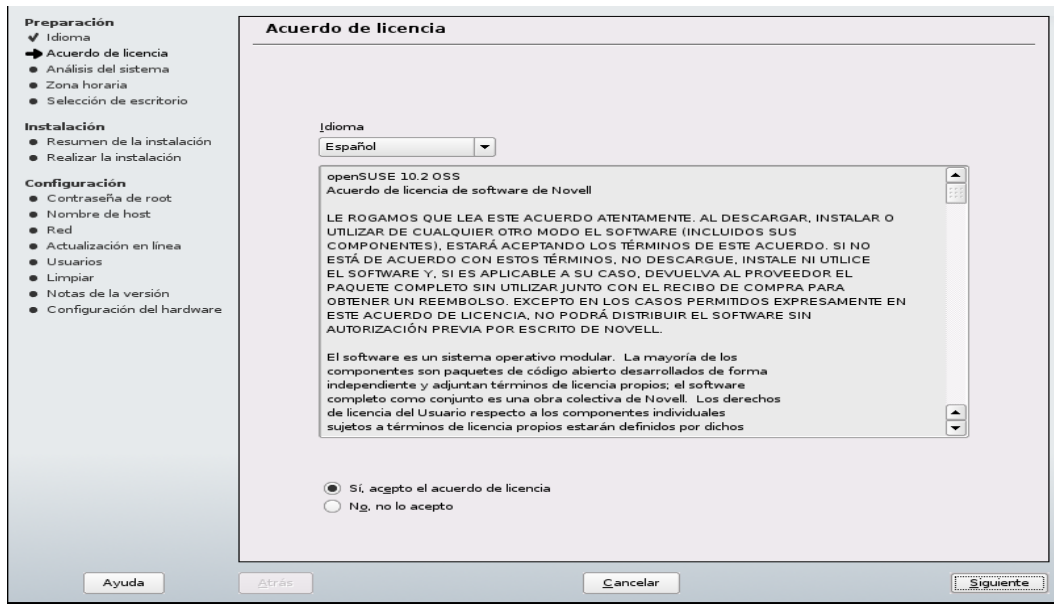 Preparación
Idioma
Acuerdo de licencia
Análisis del sistema
Zona horaria
Selección de escritorio
Instalación
Resumen de la instalación
Realizar la instalación
Configuración
Contraseña de root
Nombre de host
Red
Actualización en línea
Usuarios
Limpiar
Notas de la versión
Configuración del hardware
Acuerdo de licencia
Idioma
Español
openSUSE 10.2 OSS
Acuerdo de licencia de software de Novell
LE ROGAMOS QUE LEA ESTE ACUERDO ATENTAMENTE. AL DESCARGAR, INSTALAR O
UTILIZAR DE CUALQUIER OTRO MODO EL SOFTWARE (INCLUIDOS SUS
COMPONENTES), ESTARÁ ACEPTANDO LOS TÉRMINOS DE ESTE ACUERDO. SI NO
ESTÁ DE ACUERDO CON ESTOS TÉRMINOS, NO DESCARGUE, INSTALE NI UTILICE
EL SOFTWARE Y, SI ES APLICABLE A SU CASO, DEVUELVA AL PROVEEDOR EL
PAQUETE COMPLETO SIN UTILIZAR JUNTO CON EL RECIBO DE COMPRA PARA
OBTENER UN REEMBOLSO. EXCEPTO EN LOS CASOS PERMITIDOS EXPRESAMENTE EN
ESTE ACUERDO DE LICENCIA, NO PODRÁ DISTRIBUIR EL SOFTWARE SIN
AUTORIZACIÓN PREVIA POR ESCRITO DE NOVELL.
El software es un sistema operativo modular. La mayoría de los
componentes son paquetes de código abierto desarrollados de forma
independiente y adjuntan términos de licencia propios; el software
completo como conjunto es una obra colectiva de Novell. Los derechos
de licencia del Usuario respecto a los componentes individuales
sujetos a términos de licencia propios estarán definidos por dichos
Sí, acepto el acuerdo de licencia
No, no lo acepto
Ayuda
Atrás
Cancelar
Siguiente